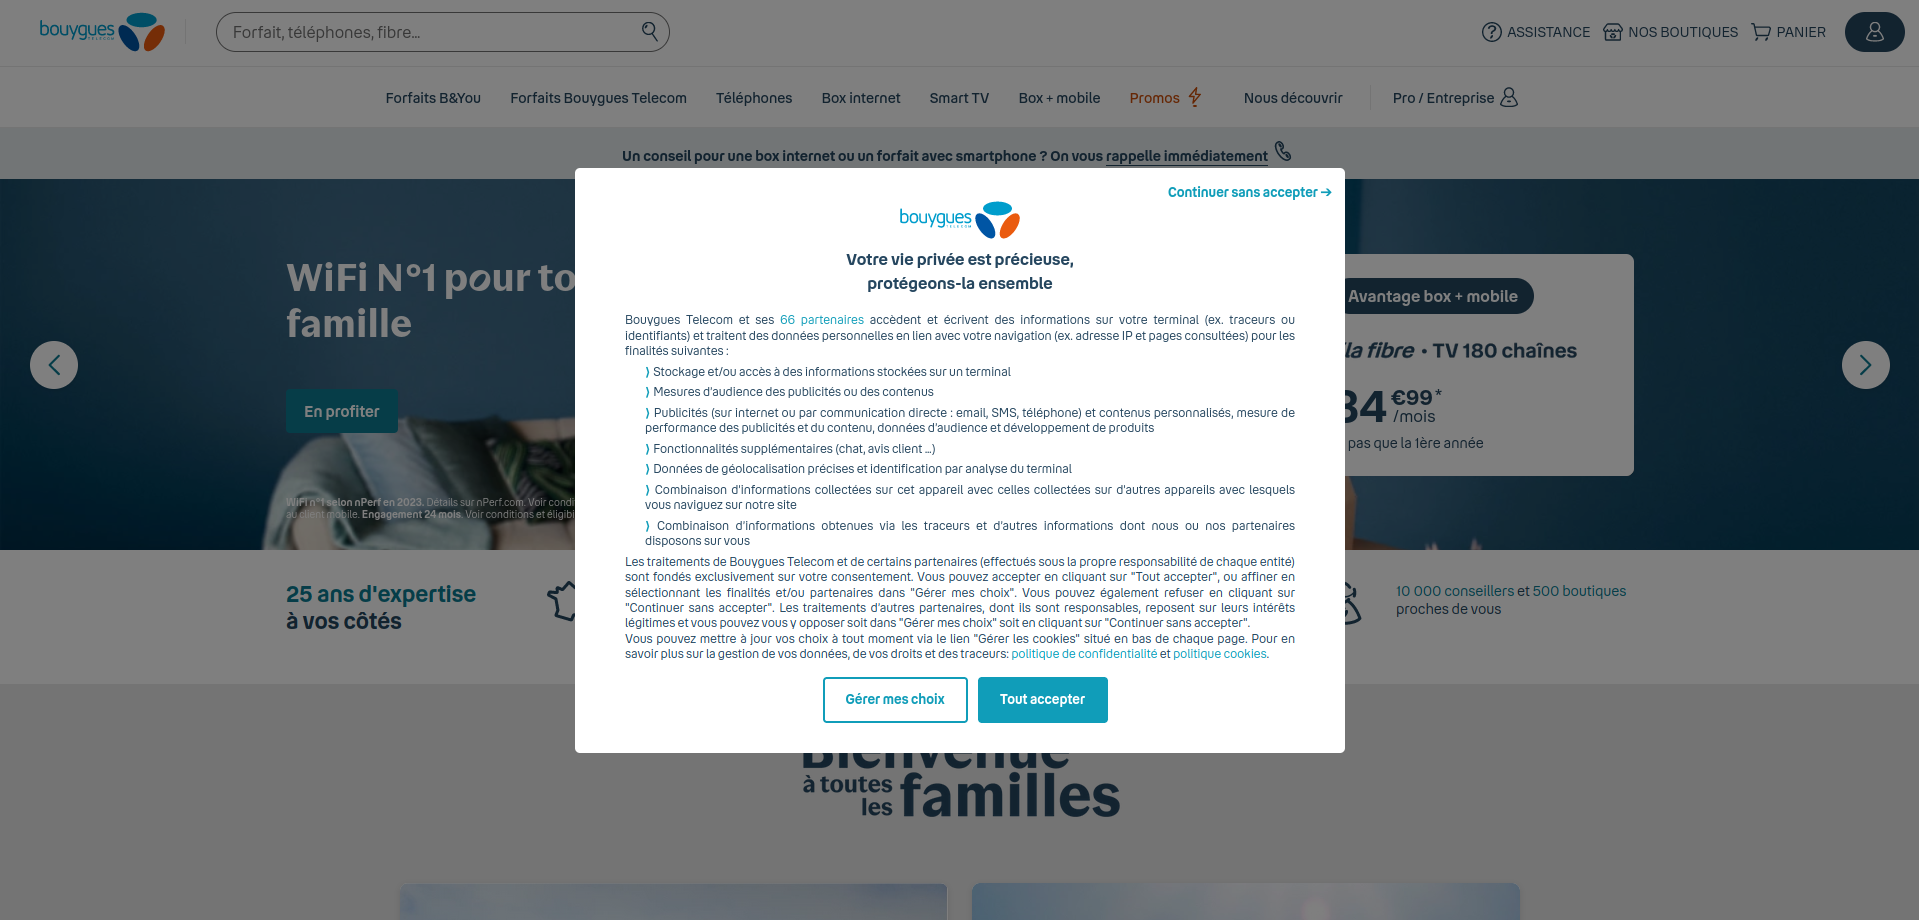 bouygues
TELECOM
Forfait, téléphones, fibre...
ASSISTANCE
NOS BOUTIQUES
PANIER
Forfaits B&You
Forfaits Bouygues Telecom
Téléphones
Box internet
Smart TV
Box + mobile
Promos
Nous découvrir
Pro / Entreprise
Un conseil pour une box internet ou un forfait avec smartphone ? On vous rappelle immédiatement
WiFi N°1 pour to
famille
En profiter
WiFi n°1 selon nPerf en 2023. Détails sur nPerf.com. Voir condi
au client mobile. Engagement 24 mois. Voir conditions et éligibi
Continuer sans accepter →
bouygues
TELECOM
Votre vie privée est précieuse,
protégeons-la ensemble
Bouygues Telecom et ses 66 partenaires accèdent et écrivent des informations sur votre terminal (ex. traceurs ou
identifiants) et traitent des données personnelles en lien avec votre navigation (ex. adresse IP et pages consultées) pour les
finalités suivantes :
⟩ Stockage et/ou accès à des informations stockées sur un terminal
⟩ Mesures d'audience des publicités ou des contenus
⟩ Publicités (sur internet ou par communication directe : email, SMS, téléphone) et contenus personnalisés, mesure de
performance des publicités et du contenu, données d'audience et développement de produits
⟩ Fonctionnalités supplémentaires (chat, avis client ...)
⟩ Données de géolocalisation précises et identification par analyse du terminal
⟩ Combinaison d'informations collectées sur cet appareil avec celles collectées sur d'autres appareils avec lesquels
vous naviguez sur notre site
⟩ Combinaison d'informations obtenues via les traceurs et d'autres informations dont nous ou nos partenaires
disposons sur vous
Les traitements de Bouygues Telecom et de certains partenaires (effectués sous la propre responsabilité de chaque entité)
sont fondés exclusivement sur votre consentement. Vous pouvez accepter en cliquant sur "Tout accepter", ou affiner en
sélectionnant les finalités et/ou partenaires dans "Gérer mes choix". Vous pouvez également refuser en cliquant sur
"Continuer sans accepter". Les traitements d'autres partenaires, dont ils sont responsables, reposent sur leurs intérêts
légitimes et vous pouvez vous y opposer soit dans "Gérer mes choix" soit en cliquant sur "Continuer sans accepter".
Vous pouvez mettre à jour vos choix à tout moment via le lien "Gérer les cookies" situé en bas de chaque page. Pour en
savoir plus sur la gestion de vos données, de vos droits et des traceurs: politique de confidentialité et politique cookies.
Gérer mes choix
Tout accepter
Avantage box + mobile
la fibre • TV 180 chaînes
34 €99*
/mois
pas que la 1ère année
25 ans d'expertise
à vos côtés
10 000 conseillers et 500 boutiques
proches de vous
Bienvenue
à toutes
les familles